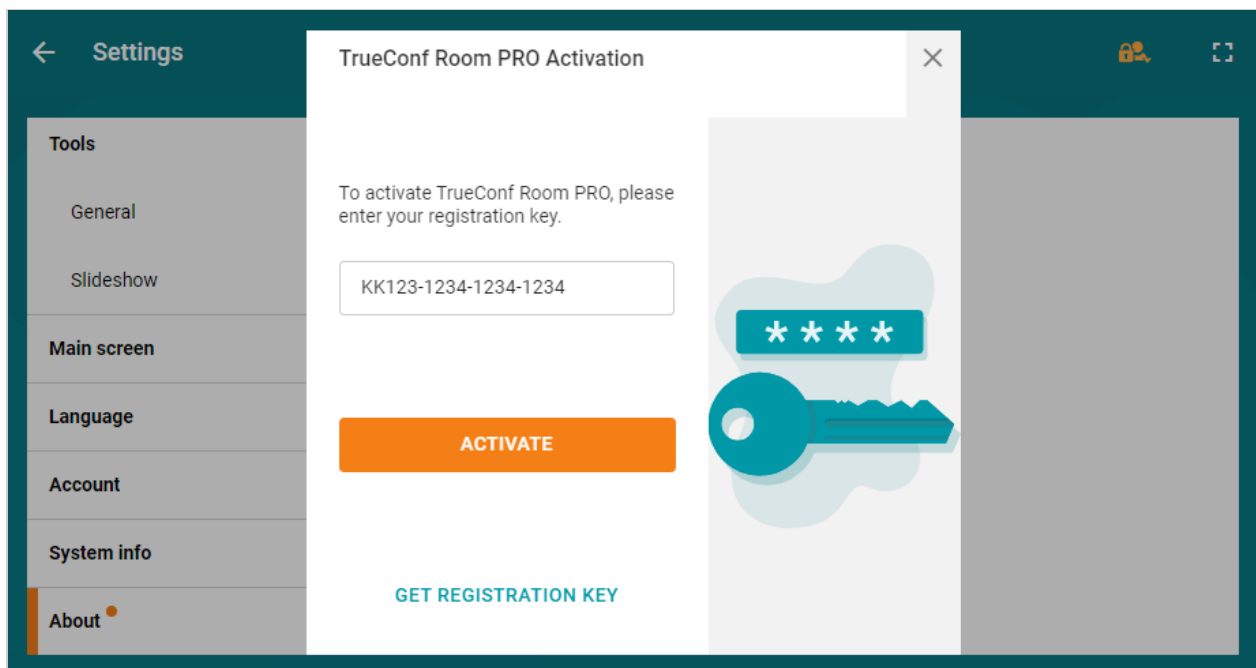 Settings
Tools
General
Slideshow
Main screen
Language
Account
System info
About
TrueConf Room PRO Activation
To activate TrueConf Room PRO, please
enter your registration key.
KK123-1234-1234-1234
ACTIVATE
GET REGISTRATION KEY
* * * *